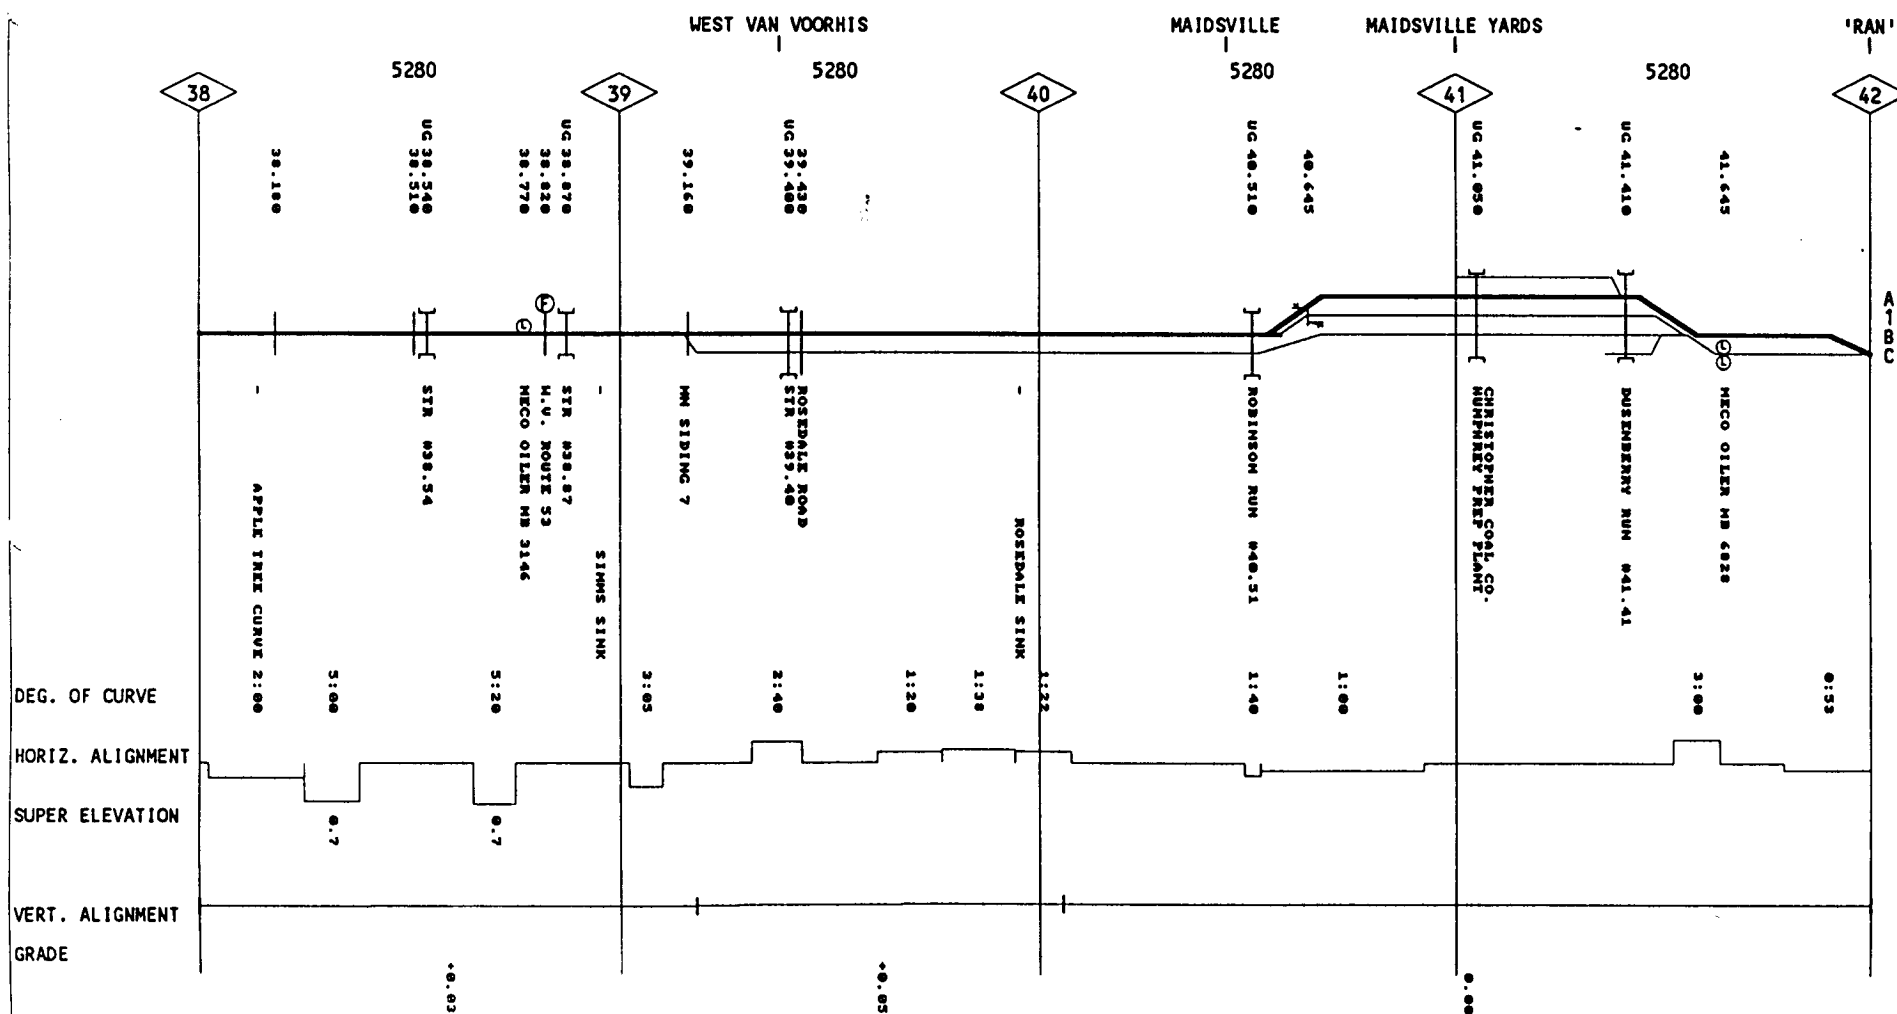 WEST VAN VOORHIS
MAIDSVILLE
MAIDSVILLE YARDS
'RAN'
5280
5280
5280
5280
38
39
40
41
42
38.180
UG 38.540
38.510
38.770
38.820
UG 38.870
39.160
39.430
UG 39.400
UG 40.510
40.645
UG 41.050
UG 41.410
41.645
F
L
L
L
A
1
B
C
- APPLE TREE CURVE 2:00
STR #38.54
MECO OILER MB 3146
W.V. ROUTE 53
STR #38.87
- SIMMS SINK
MN SIDING 7
ROSEDALE ROAD
STR #39.40
- ROSEDALE SINK
ROBINSON RUN #40.51
CHRISTOPHER COAL CO.
HUMPHREY PREP PLANT
DUSENBERRY RUN #41.41
MECO OILER MB 6828
DEG. OF CURVE
5:00
5:20
3:05
2:40
1:20
1:38
1:22
1:40
1:00
3:00
0:53
HORIZ. ALIGNMENT
SUPER ELEVATION
0.7
0.7
VERT. ALIGNMENT
GRADE
+0.03
+0.05
0.00